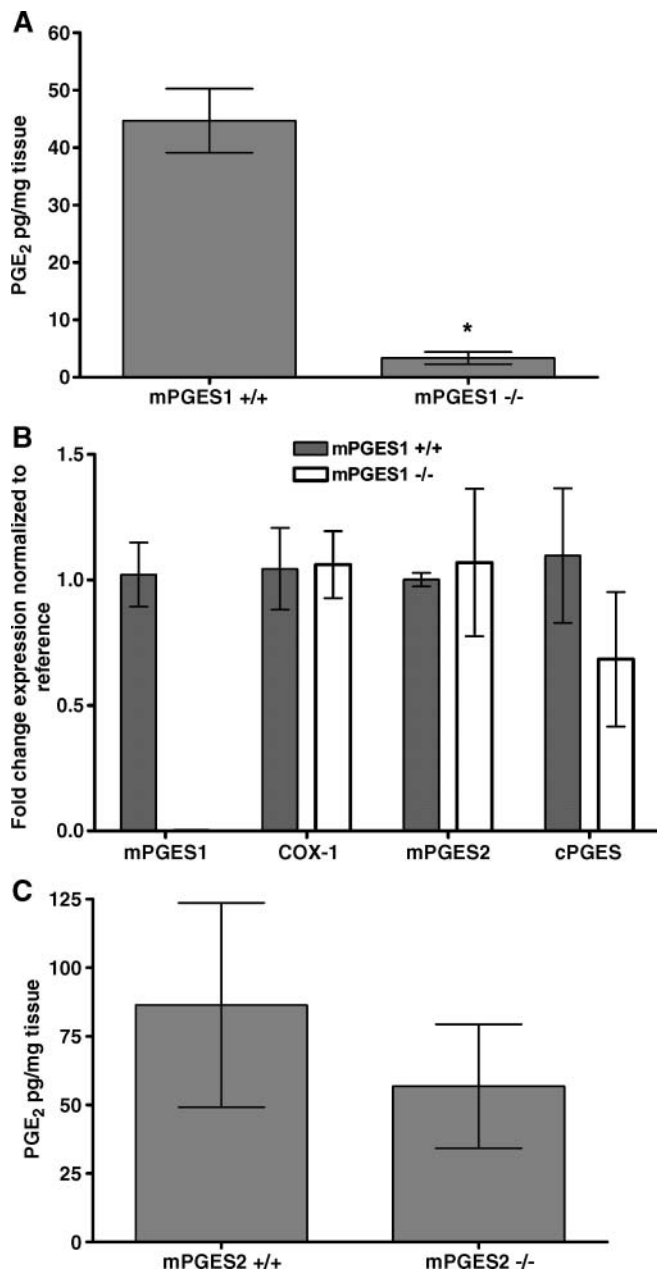 A
PGE₂ pg/mg tissue
60
50
40
30
20
10
0
*
mPGES1 +/+ mPGES1 -/-
B
mPGES1 +/+
mPGES1 -/-
Fold change expression normalized to
reference
1.5
1.0
0.5
0.0
mPGES1 COX-1 mPGES2 cPGES
C
PGE₂ pg/mg tissue
125
100
75
50
25
0
mPGES2 +/+ mPGES2 -/-